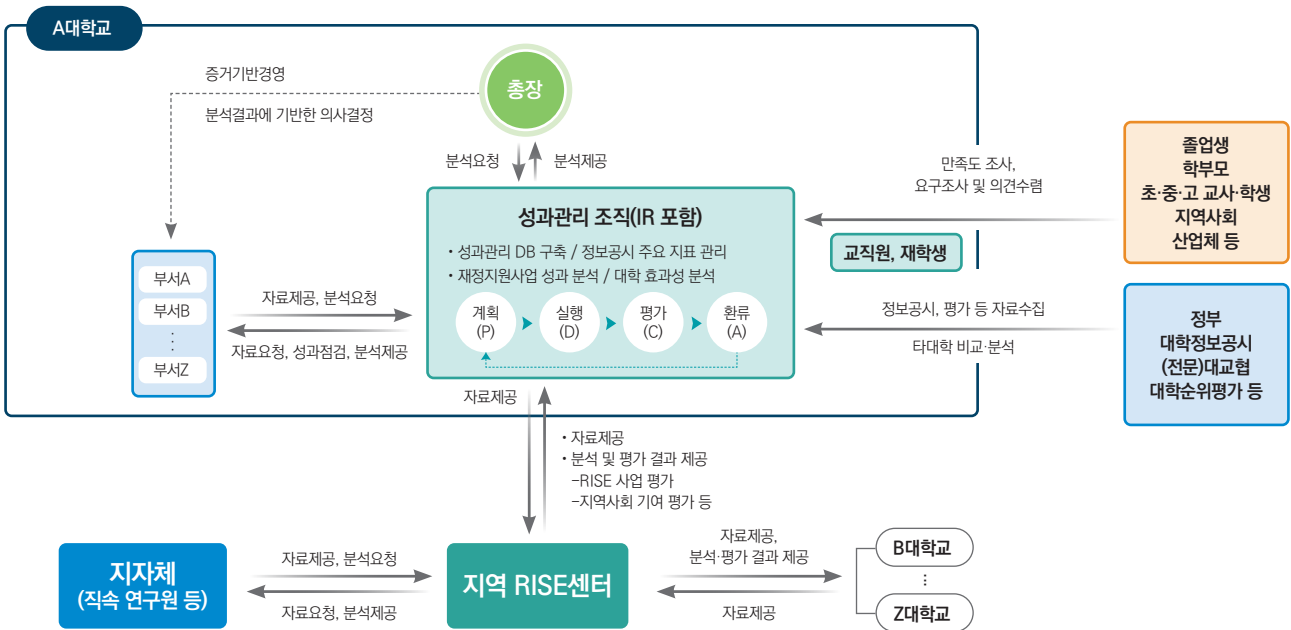 A대학교
증거기반경영
분석결과에 기반한 의사결정
총장
분석요청
분석제공
만족도 조사,
요구조사 및 의견수렴
졸업생
학부모
초·중·고 교사·학생
지역사회
산업체 등
성과관리 조직(IR 포함)
• 성과관리 DB 구축 / 정보공시 주요 지표 관리
• 재정지원사업 성과 분석 / 대학 효과성 분석
계획
(P)
실행
(D)
평가
(C)
환류
(A)
교직원, 재학생
부서A
부서B
⋮
부서Z
자료제공, 분석요청
자료요청, 성과점검, 분석제공
정보공시, 평가 등 자료수집
타대학 비교·분석
정부
대학정보공시
(전문)대교협
대학순위평가 등
자료제공
• 자료제공
• 분석 및 평가 결과 제공
-RISE 사업 평가
-지역사회 기여 평가 등
지자체
(직속 연구원 등)
자료제공, 분석요청
자료요청, 분석제공
지역 RISE센터
자료제공,
분석·평가 결과 제공
자료제공
B대학교
⋮
Z대학교